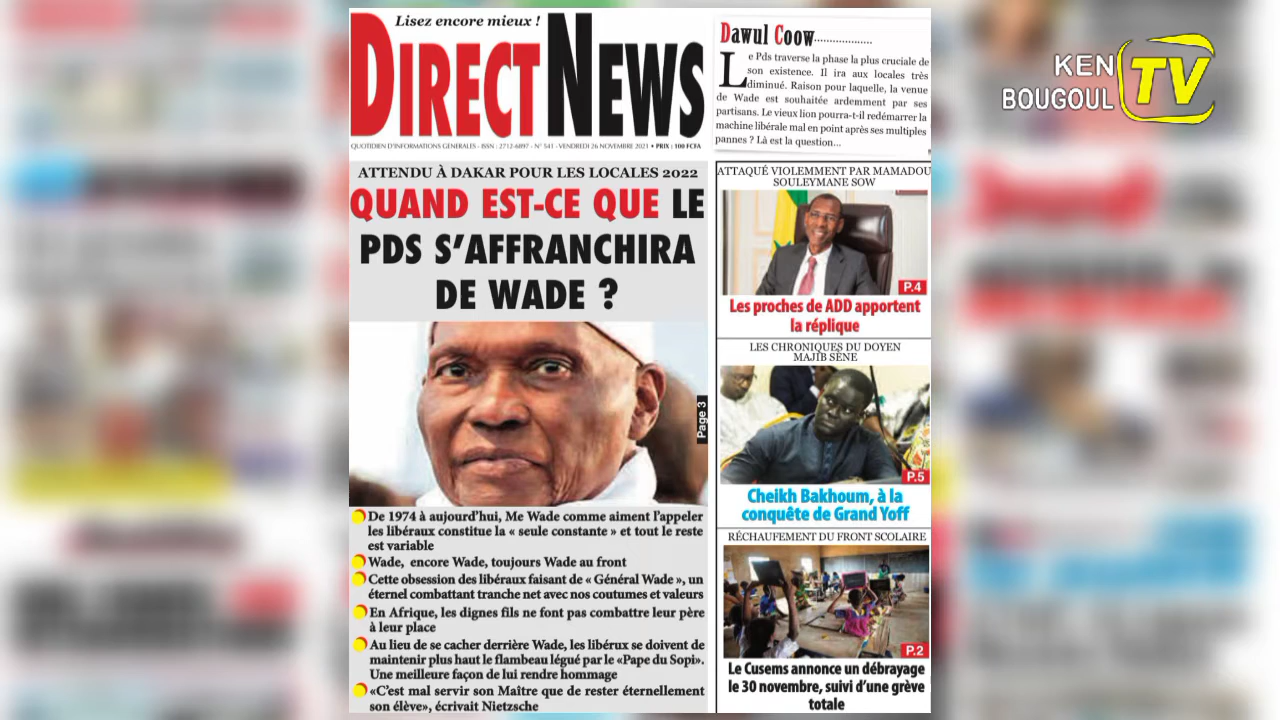 Lisez encore mieux !
DIRECT NEWS
QUOTIDIEN D'INFORMATIONS GENERALES - ISSN : 2712-6897 - N° 541 - VENDREDI 26 NOVEMBRE 2021 • PRIX : 100 FCFA
ATTENDU À DAKAR POUR LES LOCALES 2022
QUAND EST-CE QUE LE
PDS S'AFFRANCHIRA
DE WADE ?
Page 3
De 1974 à aujourd'hui, Me Wade comme aiment l'appeler
les libéraux constitue la « seule constante » et tout le reste
est variable
Wade, encore Wade, toujours Wade au front
Cette obsession des libéraux faisant de « Général Wade », un
éternel combattant tranche net avec nos coutumes et valeurs
En Afrique, les dignes fils ne font pas combattre leur père
à leur place
Au lieu de se cacher derrière Wade, les libérux se doivent de
maintenir plus haut le flambeau légué par le «Pape du Sopi».
Une meilleure façon de lui rendre hommage
«C'est mal servir son Maître que de rester éternellement
son élève», écrivait Nietzsche
Dawul Coow....................
Le Pds traverse la phase la plus cruciale de
son existence. Il ira aux locales très
diminué. Raison pour laquelle, la venue
de Wade est souhaitée ardemment par ses
partisans. Le vieux lion pourra-t-il redémarrer la
machine libérale mal en point après ses multiples
pannes ? Là est la question...
ATTAQUÉ VIOLEMMENT PAR MAMADOU
SOULEYMANE SOW
P.4
Les proches de ADD apportent
la réplique
LES CHRONIQUES DU DOYEN
MAJIB SÈNE
P.5
Cheikh Bakhoum, à la
conquête de Grand Yoff
RÉCHAUFEMENT DU FRONT SCOLAIRE
P.2
Le Cusems annonce un débrayage
le 30 novembre, suivi d'une grève
totale
KEN
BOUGOUL
TV